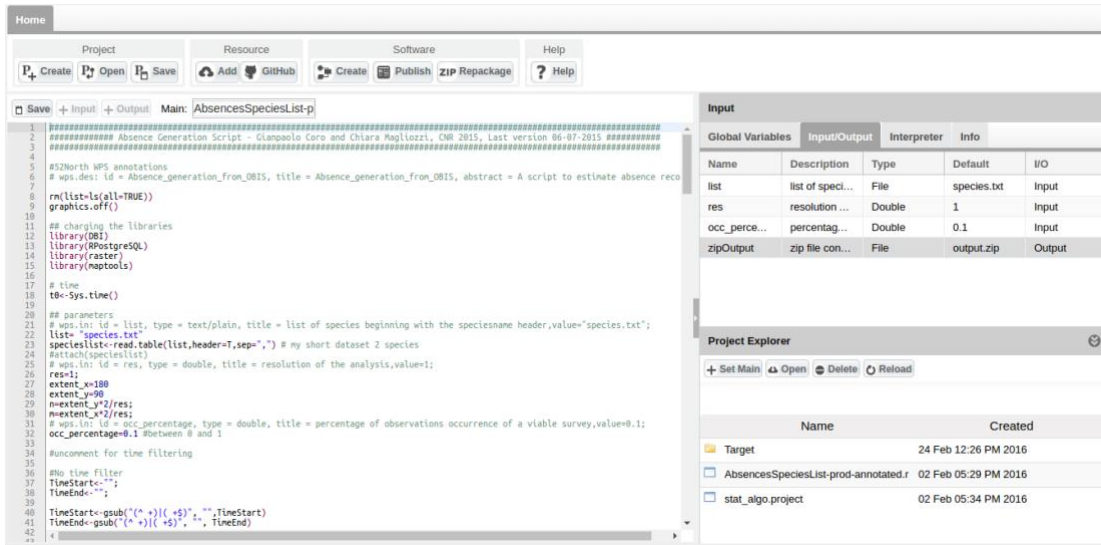 Home
Project Resource Software Help
Create Open Save Add GitHub Create Publish ZIP Repackage ? Help
Save + Input + Output Main: AbsencesSpeciesList-p
1 ####################
2 ############# Absence Generation Script - Gianpaolo Coro and Chiara Magliozzi, CNR 2015, Last version 06-07-2015 ###########
3 ####################
4
5 #52North WPS annotations
6 # wps.des: id = Absence_generation_from_OBIS, title = Absence_generation_from_OBIS, abstract = A script to estimate absence reco
7
8 rm(list=ls(all=TRUE))
9 graphics.off()
10
11 ## charging the libraries
12 library(DBI)
13 library(RPostgreSQL)
14 library(raster)
15 library(maptools)
16
17 # time
18 t0<-Sys.time()
19
20 ## parameters
21 # wps.in: id = list, type = text/plain, title = list of species beginning with the speciesname header,value="species.txt";
22 list= "species.txt"
23 specieslist<-read.table(list,header=T,sep=",") # my short dataset 2 species
24 #attach(specieslist)
25 # wps.in: id = res, type = double, title = resolution of the analysis,value=1;
26 res=1;
27 extent_x=180
28 extent_y=90
29 n=extent_y*2/res;
30 m=extent_x*2/res;
31 # wps.in: id = occ_percentage, type = double, title = percentage of observations occurrence of a viable survey,value=0.1;
32 occ_percentage=0.1 #between 0 and 1
33
34 #uncomment for time filtering
35
36 #No time filter
37 TimeStart<-"";
38 TimeEnd<-"";
39
40 TimeStart<-gsub("(^ +)|( +$)", "",TimeStart)
41 TimeEnd<-gsub("(^ +)|( +$)", "", TimeEnd)
42
Input
Global Variables Input/Output Interpreter Info
Name Description Type Default I/O
list list of speci... File species.txt Input
res resolution ... Double 1 Input
occ_perce... percentag... Double 0.1 Input
zipOutput zip file con... File output.zip Output
Project Explorer
+ Set Main Open Delete Reload
Name Created
Target 24 Feb 12:26 PM 2016
AbsencesSpeciesList-prod-annotated.r 02 Feb 05:29 PM 2016
stat_algo.project 02 Feb 05:34 PM 2016